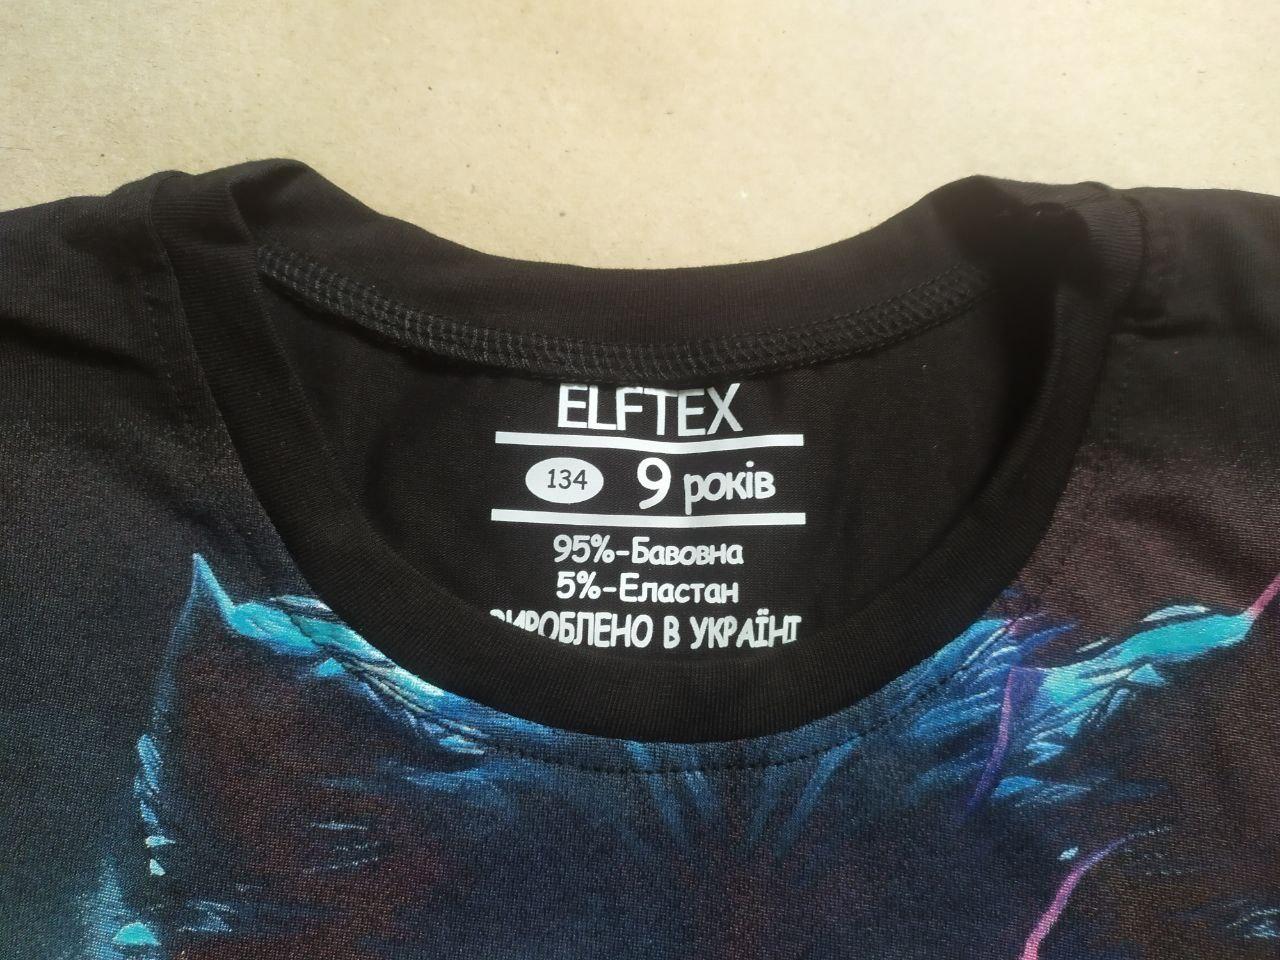 ELFTEX
134 9 років
95%-Бавовна
5%-Еластан
ВИРОБЛЕНО В УКРАЇНІ